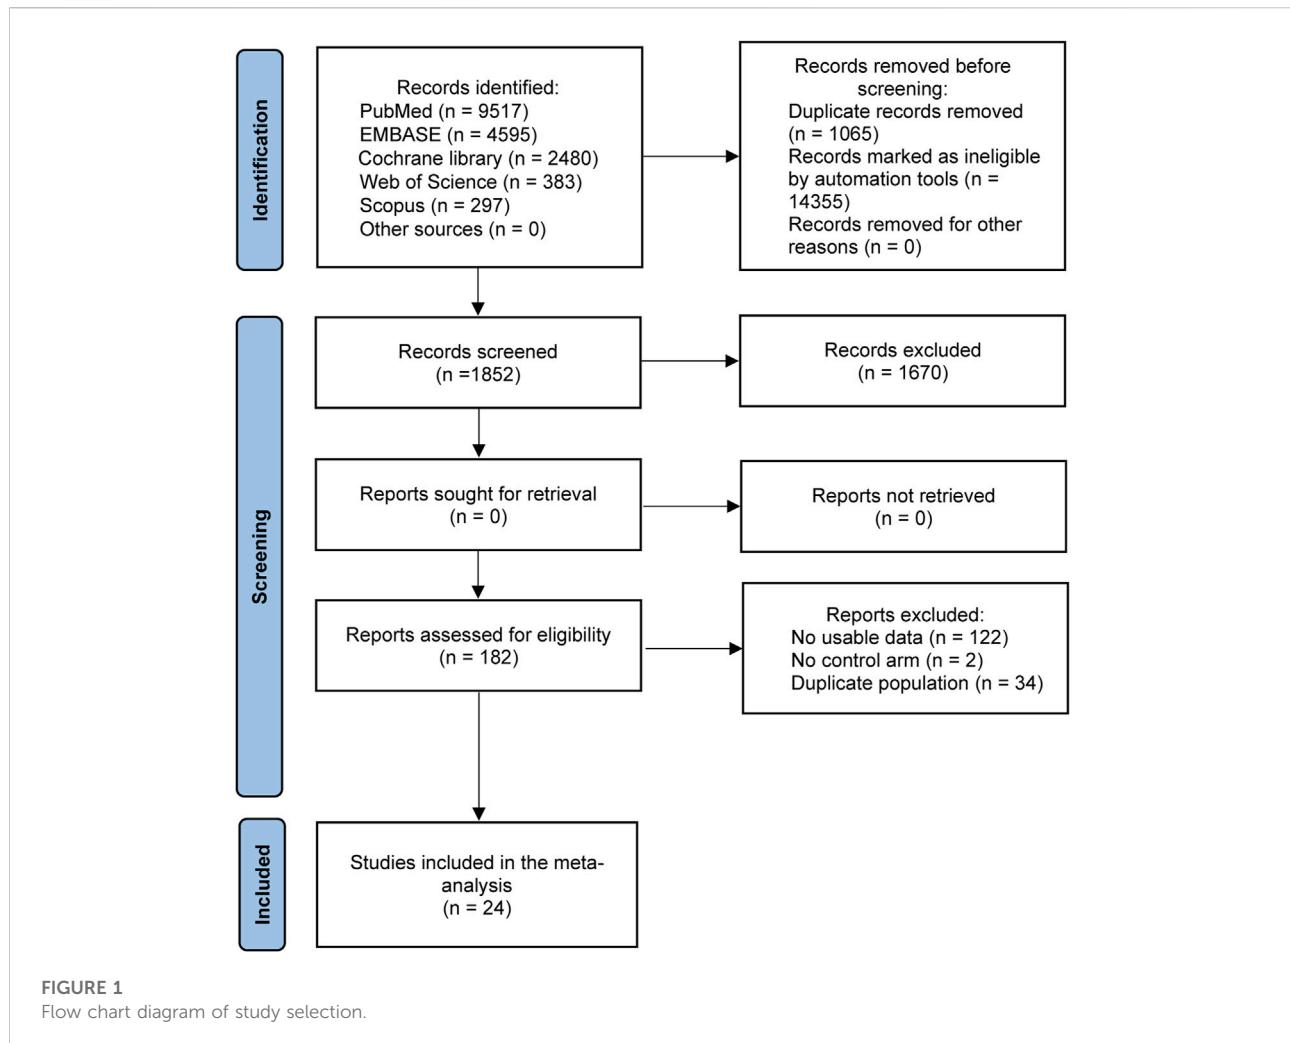 Identification
Records identified:
PubMed (n = 9517)
EMBASE (n = 4595)
Cochrane library (n = 2480)
Web of Science (n = 383)
Scopus (n = 297)
Other sources (n = 0)
Records removed before
screening:
Duplicate records removed
(n = 1065)
Records marked as ineligible
by automation tools (n =
14355)
Records removed for other
reasons (n = 0)
Screening
Records screened
(n =1852)
Records excluded
(n = 1670)
Reports sought for retrieval
(n = 0)
Reports not retrieved
(n = 0)
Reports assessed for eligibility
(n = 182)
Reports excluded:
No usable data (n = 122)
No control arm (n = 2)
Duplicate population (n = 34)
Included
Studies included in the meta-
analysis
(n = 24)
FIGURE 1
Flow chart diagram of study selection.